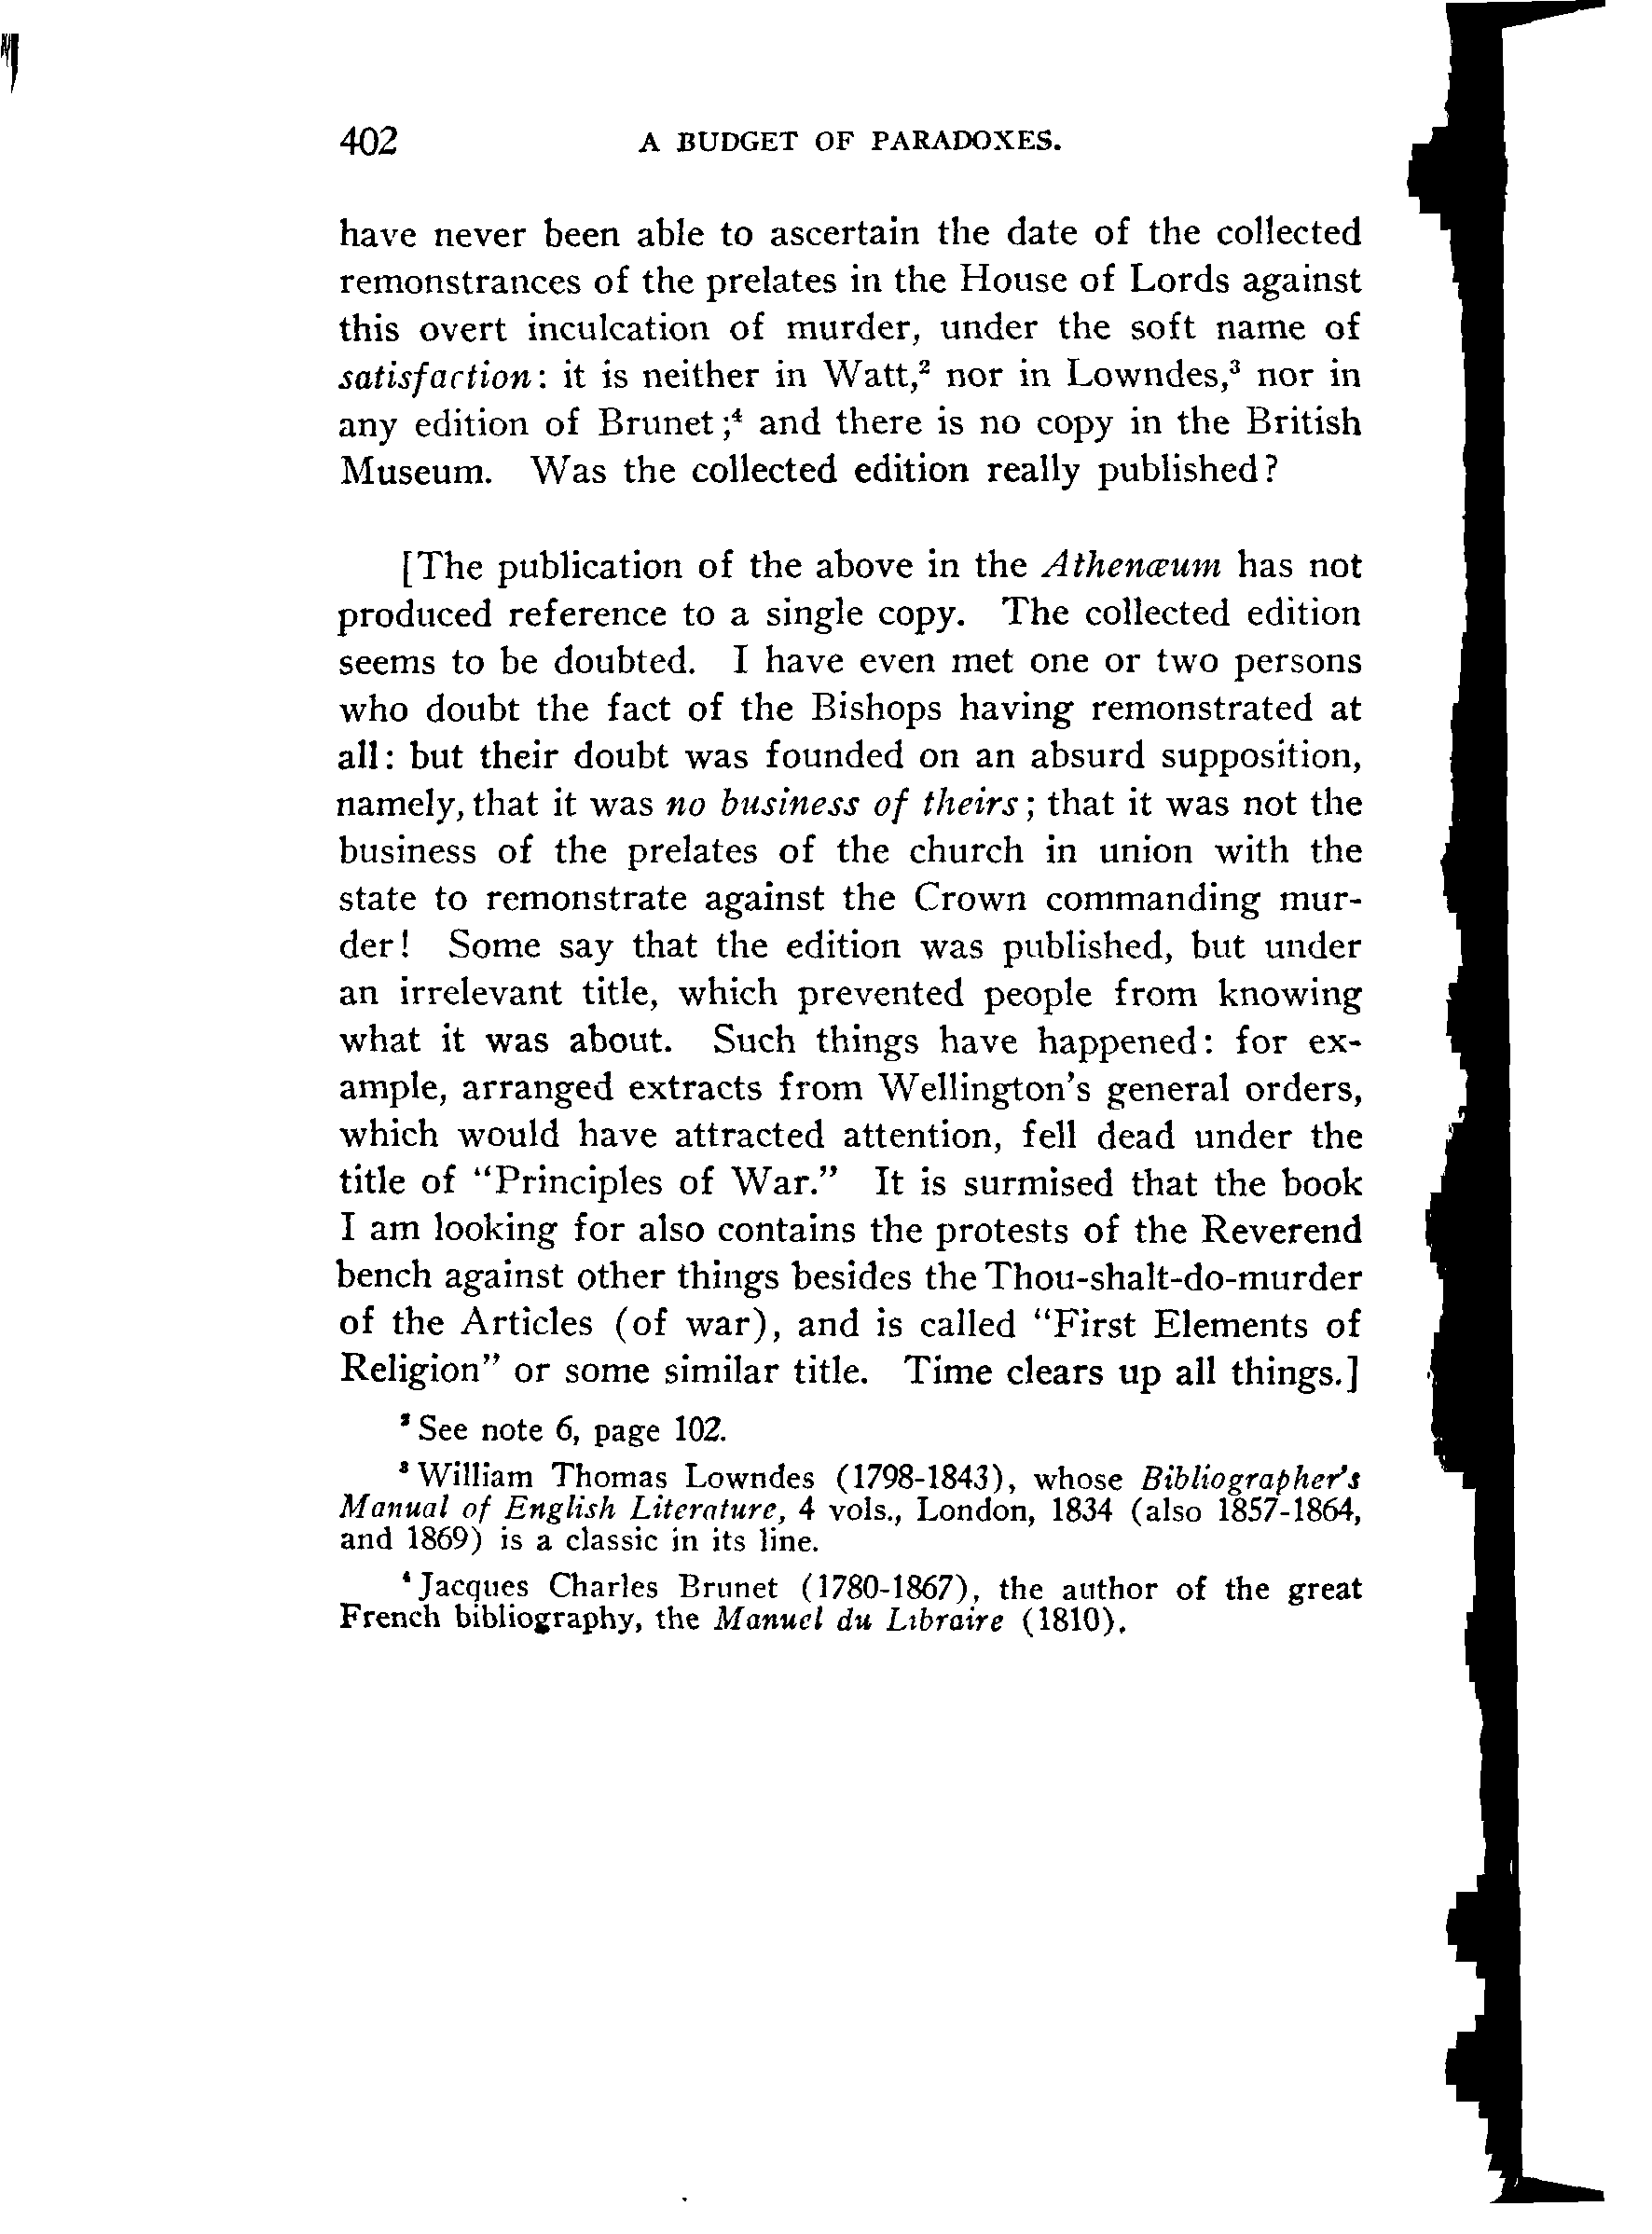 402 A BUDGET OF PARADOXES.
have never been able to ascertain the date of the collected
remonstrances of the prelates in the House of Lords against
this overt inculcation of murder, under the soft name of
satisfaction: it is neither in Watt,² nor in Lowndes,³ nor in
any edition of Brunet;⁴ and there is no copy in the British
Museum. Was the collected edition really published?
[The publication of the above in the Athenæum has not
produced reference to a single copy. The collected edition
seems to be doubted. I have even met one or two persons
who doubt the fact of the Bishops having remonstrated at
all: but their doubt was founded on an absurd supposition,
namely, that it was no business of theirs; that it was not the
business of the prelates of the church in union with the
state to remonstrate against the Crown commanding mur-
der! Some say that the edition was published, but under
an irrelevant title, which prevented people from knowing
what it was about. Such things have happened: for ex-
ample, arranged extracts from Wellington's general orders,
which would have attracted attention, fell dead under the
title of "Principles of War." It is surmised that the book
I am looking for also contains the protests of the Reverend
bench against other things besides the Thou-shalt-do-murder
of the Articles (of war), and is called "First Elements of
Religion" or some similar title. Time clears up all things.]
² See note 6, page 102.
³ William Thomas Lowndes (1798-1843), whose Bibliographer's
Manual of English Literature, 4 vols., London, 1834 (also 1857-1864,
and 1869) is a classic in its line.
⁴ Jacques Charles Brunet (1780-1867), the author of the great
French bibliography, the Manuel du Libraire (1810).